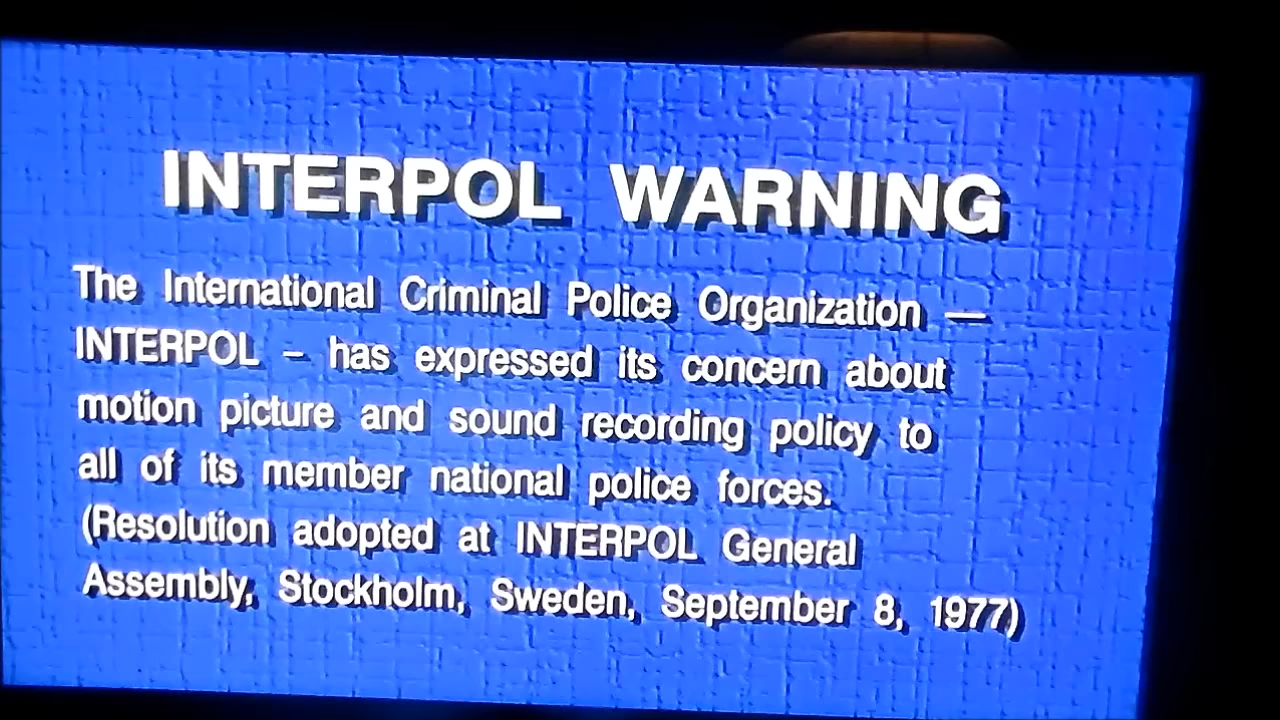 INTERPOL WARNING
The International Criminal Police Organization —
INTERPOL – has expressed its concern about
motion picture and sound recording policy to
all of its member national police forces.
(Resolution adopted at INTERPOL General
Assembly, Stockholm, Sweden, September 8, 1977)